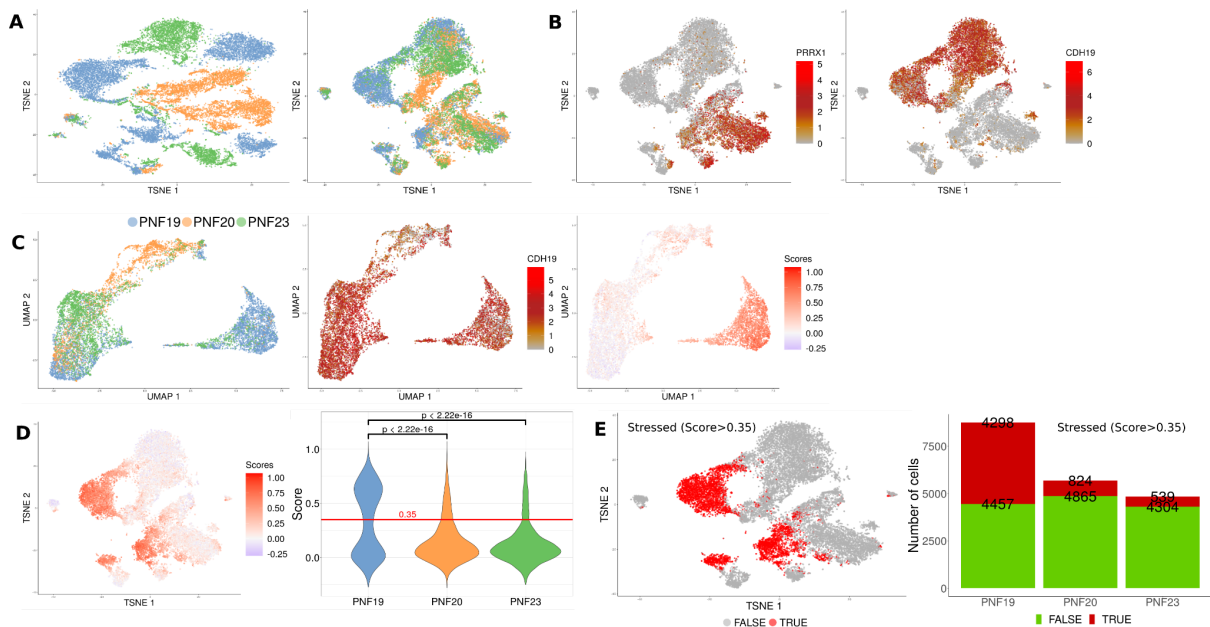 A
TSNE 2
TSNE 1
TSNE 2
TSNE 1
B
TSNE 2
TSNE 1
PRRX1
5
4
3
2
1
0
TSNE 2
TSNE 1
CDH19
6
4
2
0
PNF19 PNF20 PNF23
C
UMAP 2
UMAP 1
UMAP 2
UMAP 1
CDH19
5
4
3
2
1
0
UMAP 2
UMAP 1
Scores
1.00
0.75
0.50
0.25
0.00
-0.25
D
TSNE 2
TSNE 1
Scores
1.00
0.75
0.50
0.25
0.00
-0.25
p < 2.22e-16
p < 2.22e-16
Score
1.0
0.5
0.0
0.35
PNF19 PNF20 PNF23
E
Stressed (Score>0.35)
TSNE 2
TSNE 1
FALSE TRUE
Stressed (Score>0.35)
Number of cells
7500
5000
2500
0
4298
4457
824
4865
539
4304
PNF19 PNF20 PNF23
FALSE TRUE